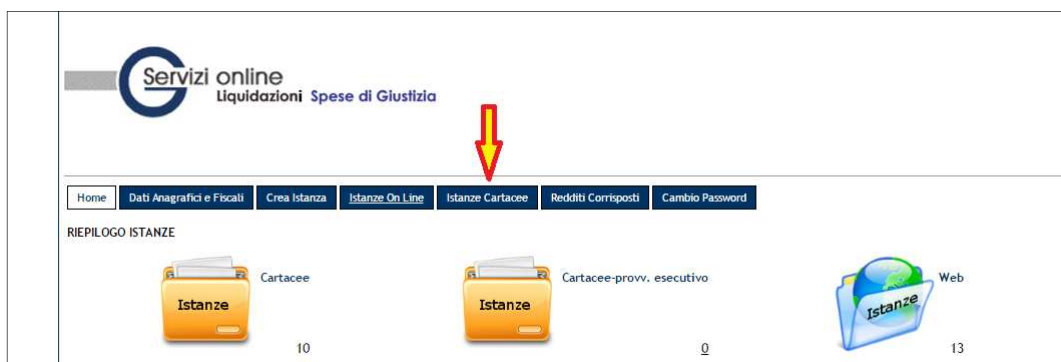 Servizi online
Liquidazioni Spese di Giustizia
Home Dati Anagrafici e Fiscali Crea Istanza Istanze On Line Istanze Cartacee Redditi Corrisposti Cambio Password
RIEPILOGO ISTANZE
Cartacee Cartacee-provv. esecutivo Web
Istanze Istanze Istanze
10 0 13